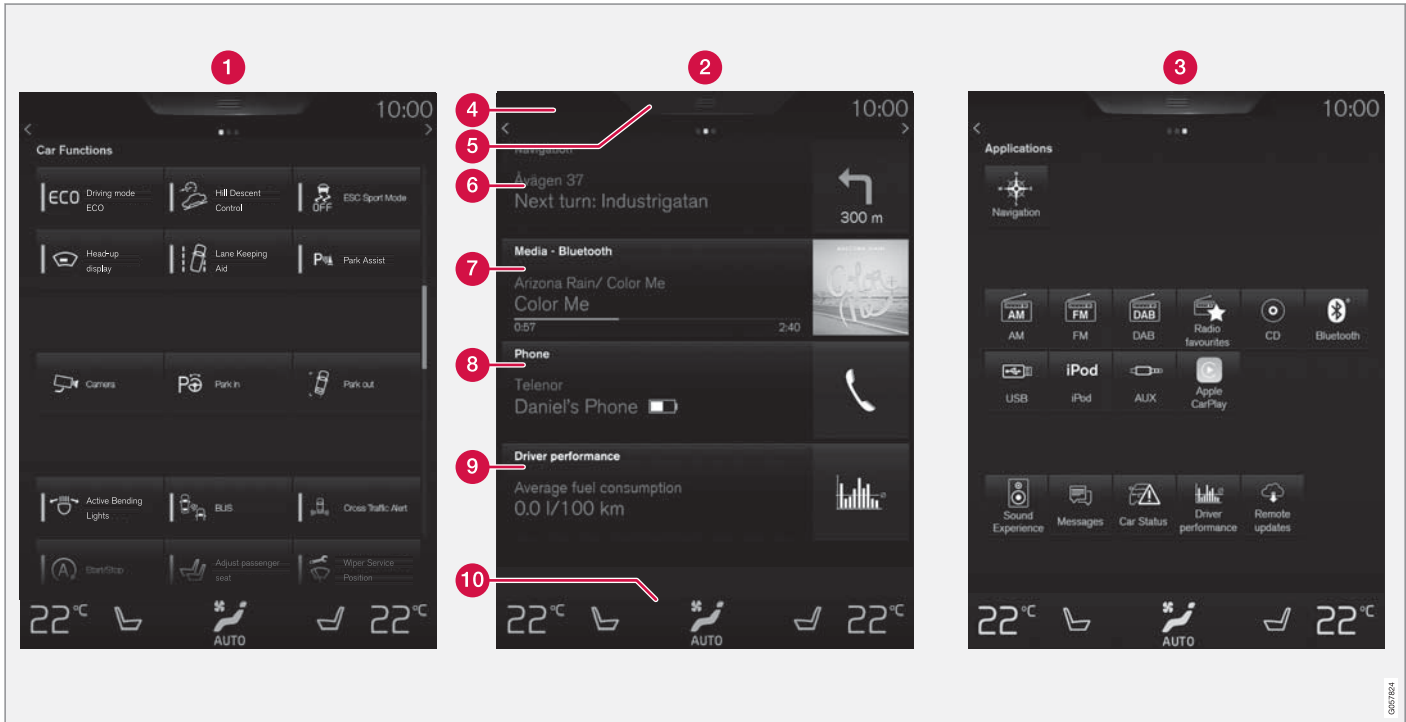 1
10:00
<
>
Car Functions
ECO Driving mode
ECO
Hill Descent
Control
OFF
ESC Sport Mode
Head-up
display
Lane Keeping
Aid
P
Park Assist
Camera
P
Park in
Park out
Active Bending
Lights
BLIS
Cross Traffic Alert
A
Start/Stop
Adjust passenger
seat
Wiper Service
Position
22°C
AUTO
22°C
2
4
10:00
<
>
5
Navigation
6
Åvägen 37
Next turn: Industrigatan
300 m
7
Media - Bluetooth
Arizona Rain/ Color Me
Color Me
0:57
2:40
Color
Me
8
Phone
Telenor
Daniel's Phone
9
Driver performance
Average fuel consumption
0.0 l/100 km
10
22°C
AUTO
22°C
3
10:00
<
Applications
Navigation
AM
AM
FM
FM
DAB
DAB
Radio
favourites
CD
Bluetooth
USB
iPod
iPod
AUX
Apple
CarPlay
Sound
Experience
Messages
Car Status
Driver
performance
Remote
updates
22°C
AUTO
22°C
G057824